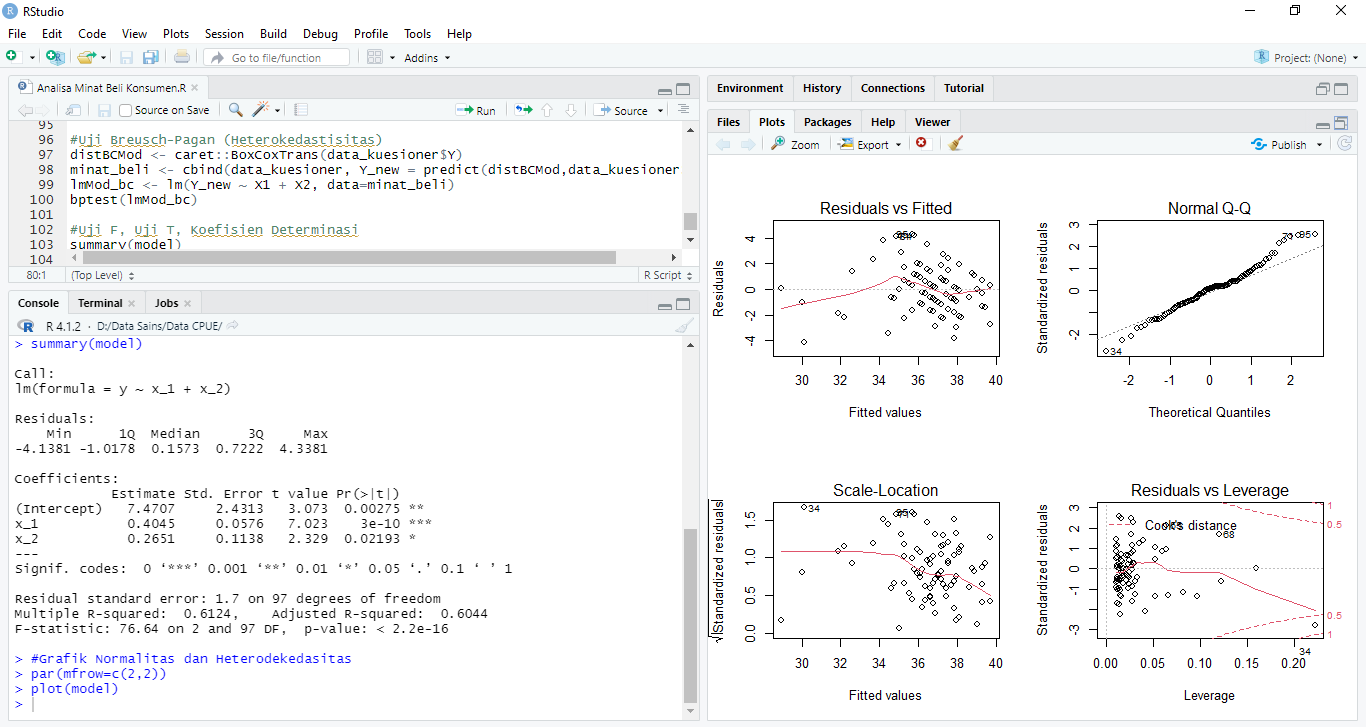 RStudio
File Edit Code View Plots Session Build Debug Profile Tools Help
Go to file/function Addins Project: (None)
Analisa Minat Beli Konsumen.R
Source on Save Run Source
95
96 #Uji Breusch-Pagan (Heterokedastisitas)
97 distBCMod <- caret::BoxCoxTrans(data_kuesioner$Y)
98 minat_beli <- cbind(data_kuesioner, Y_new = predict(distBCMod,data_kuesioner
99 lmMod_bc <- lm(Y_new ~ X1 + X2, data=minat_beli)
100 bptest(lmMod_bc)
101
102 #Uji F, Uji T, Koefisien Determinasi
103 summary(model)
104
80:1 (Top Level) R Script
Console Terminal Jobs
R 4.1.2 · D:/Data Sains/Data CPUE/
> summary(model)
Call:
lm(formula = y ~ x_1 + x_2)
Residuals:
Min 1Q Median 3Q Max
-4.1381 -1.0178 0.1573 0.7222 4.3381
Coefficients:
Estimate Std. Error t value Pr(>|t|)
(Intercept) 7.4707 2.4313 3.073 0.00275 **
x_1 0.4045 0.0576 7.023 3e-10 ***
x_2 0.2651 0.1138 2.329 0.02193 *
---
Signif. codes: 0 ‘***’ 0.001 ‘**’ 0.01 ‘*’ 0.05 ‘.’ 0.1 ‘ ’ 1
Residual standard error: 1.7 on 97 degrees of freedom
Multiple R-squared: 0.6124, Adjusted R-squared: 0.6044
F-statistic: 76.64 on 2 and 97 DF, p-value: < 2.2e-16
> #Grafik Normalitas dan Heterodekedasitas
> par(mfrow=c(2,2))
> plot(model)
>
Environment History Connections Tutorial
Files Plots Packages Help Viewer
Zoom Export Publish
Residuals vs Fitted
Residuals
4
2
0
-2
-4
30 32 34 36 38 40
Fitted values
Normal Q-Q
Standardized residuals
3
2
1
0
-2
95
34
-2 -1 0 1 2
Theoretical Quantiles
Scale-Location
√|Standardized residuals|
1.5
1.0
0.5
0.0
34
30 32 34 36 38 40
Fitted values
Residuals vs Leverage
Standardized residuals
3
2
1
0
-1
-3
Cook's distance
68
34
1
0.5
0.5
1
0.00 0.05 0.10 0.15 0.20
Leverage